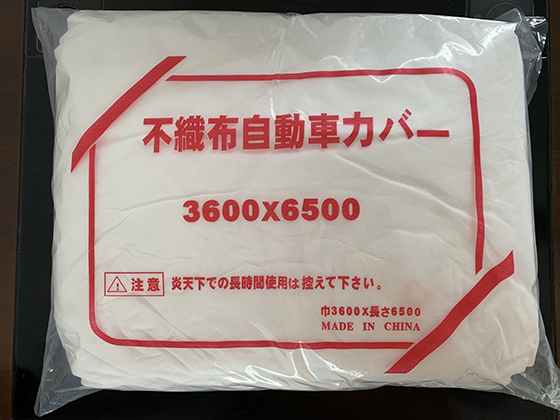 不織布自動車カバー
3600X6500
注意 炎天下での長時間使用は控えて下さい。
巾3600X長さ6500
MADE IN CHINA